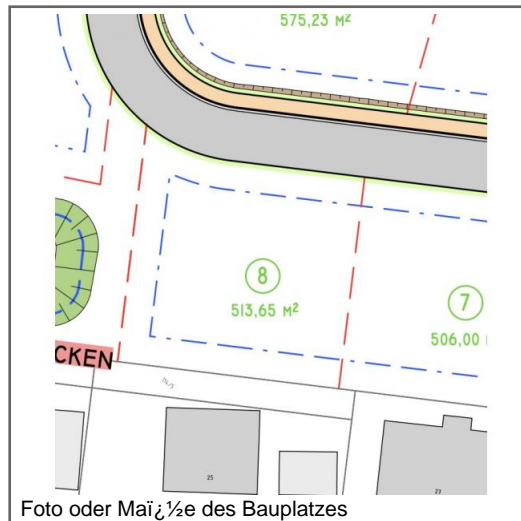 575,23 M²
8
513,65 M²
7
506,00
CKEN
25
27
Foto oder Maï¿½e des Bauplatzes